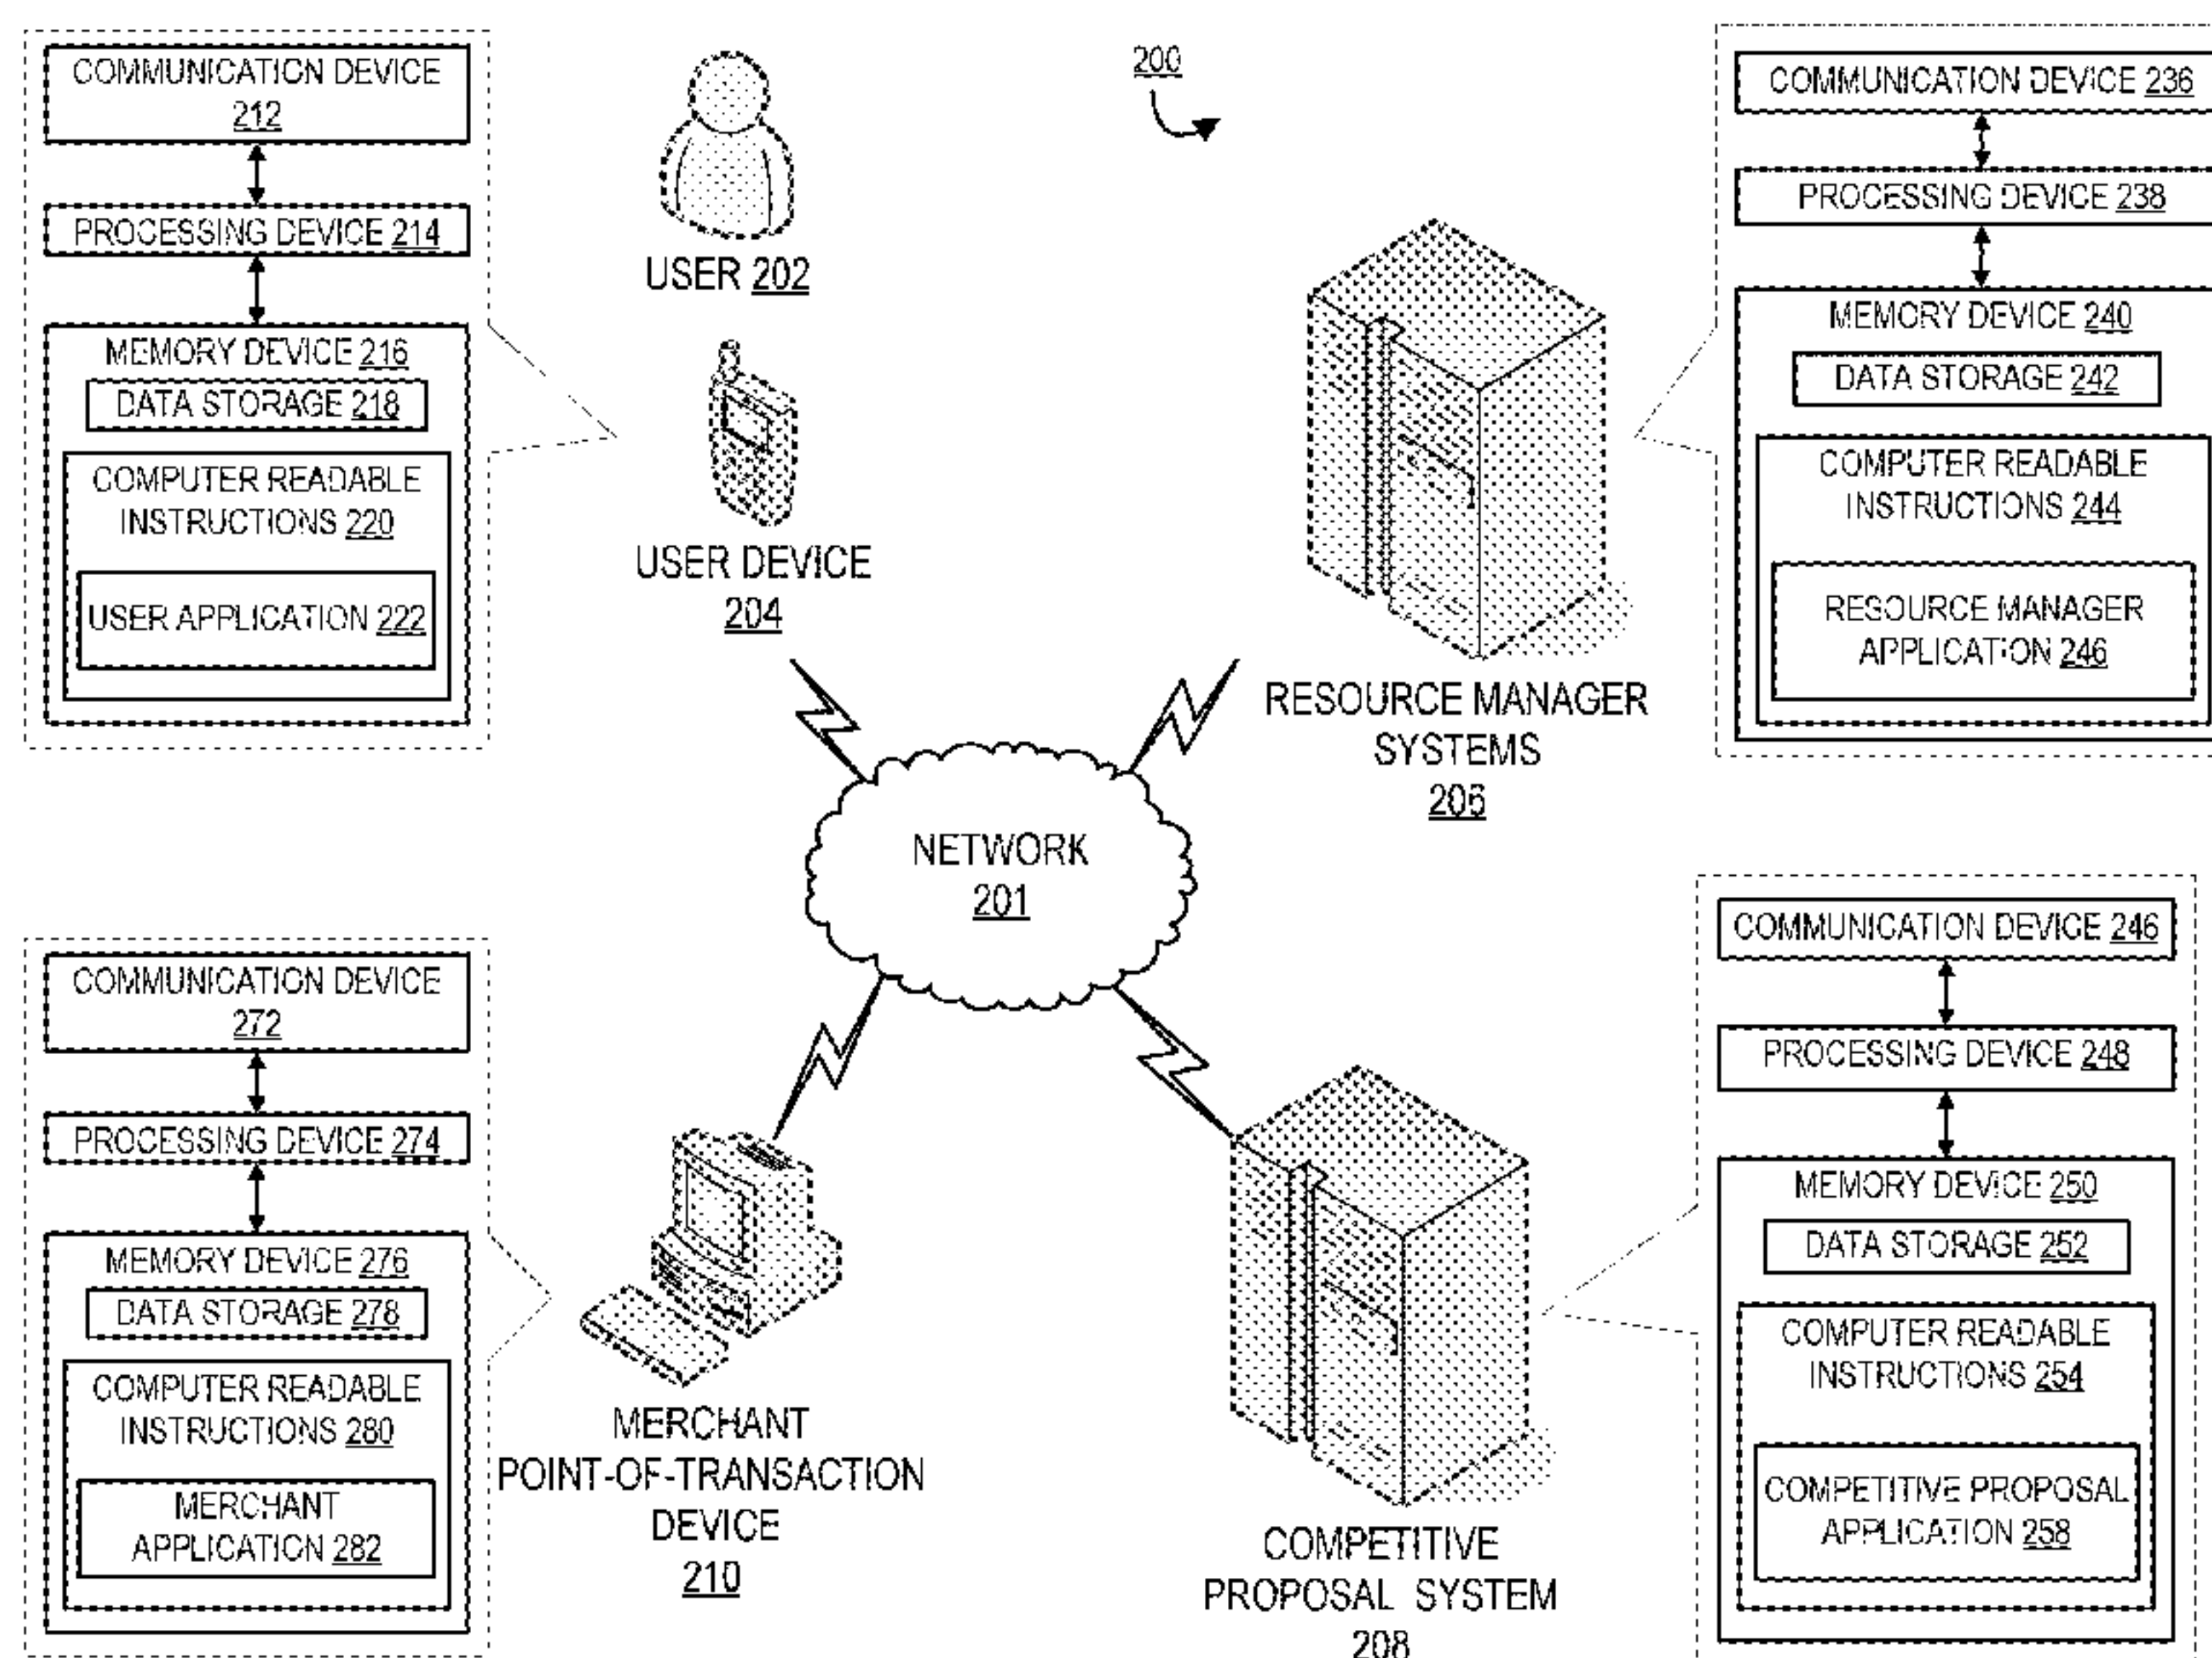 COMMUNICATION DEVICE
212
PROCESSING DEVICE 214
MEMORY DEVICE 216
DATA STORAGE 218
COMPUTER READABLE
INSTRUCTIONS 220
USER APPLICATION 222
USER 202
USER DEVICE
204
200
RESOURCE MANAGER
SYSTEMS
206
COMMUNICATION DEVICE 236
PROCESSING DEVICE 238
MEMORY DEVICE 240
DATA STORAGE 242
COMPUTER READABLE
INSTRUCTIONS 244
RESOURCE MANAGER
APPLICATION 246
NETWORK
201
COMMUNICATION DEVICE
272
PROCESSING DEVICE 274
MEMORY DEVICE 276
DATA STORAGE 278
COMPUTER READABLE
INSTRUCTIONS 280
MERCHANT
APPLICATION 282
MERCHANT
POINT-OF-TRANSACTION
DEVICE
210
COMPETITIVE
PROPOSAL SYSTEM
208
COMMUNICATION DEVICE 246
PROCESSING DEVICE 248
MEMORY DEVICE 250
DATA STORAGE 252
COMPUTER READABLE
INSTRUCTIONS 254
COMPETITIVE PROPOSAL
APPLICATION 258